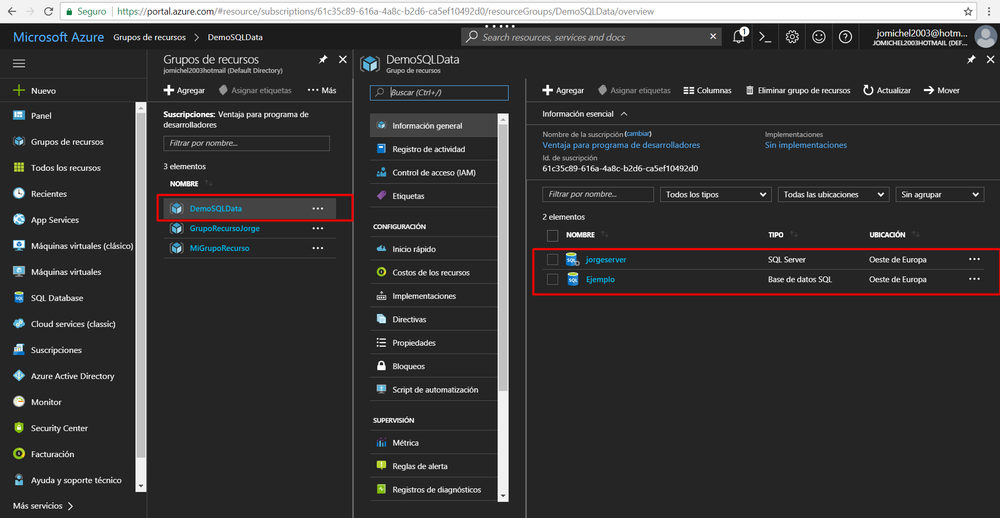 Seguro
https://portal.azure.com/#resource/subscriptions/61c35c89-616a-4a8c-b2d6-ca5ef10492d0/resourceGroups/DemoSQLData/overview
Microsoft Azure
Grupos de recursos
DemoSQLData
Search resources, services and docs
1
jomichel2003@hotm...
JOMICHEL2003HOTMAIL (DEF...
Nuevo
Panel
Grupos de recursos
Todos los recursos
Recientes
App Services
Máquinas virtuales (clásico)
Máquinas virtuales
SQL Database
Cloud services (classic)
Suscripciones
Azure Active Directory
Monitor
Security Center
Facturación
Ayuda y soporte técnico
Más servicios
Grupos de recursos
jomichel2003hotmail (Default Directory)
Agregar
Asignar etiquetas
Más
Suscripciones: Ventaja para programa de
desarrolladores
Filtrar por nombre...
3 elementos
NOMBRE
DemoSQLData
GrupoRecursoJorge
MiGrupoRecurso
DemoSQLData
Grupo de recursos
Buscar (Ctrl+/)
Información general
Registro de actividad
Control de acceso (IAM)
Etiquetas
CONFIGURACIÓN
Inicio rápido
Costos de los recursos
Implementaciones
Directivas
Propiedades
Bloqueos
Script de automatización
SUPERVISIÓN
Métrica
Reglas de alerta
Registros de diagnósticos
Agregar
Asignar etiquetas
Columnas
Eliminar grupo de recursos
Actualizar
Mover
Información esencial
Nombre de la suscripción (cambiar)
Ventaja para programa de desarrolladores
Id. de suscripción
61c35c89-616a-4a8c-b2d6-ca5ef10492d0
Implementaciones
Sin implementaciones
Filtrar por nombre...
Todos los tipos
Todas las ubicaciones
Sin agrupar
2 elementos
NOMBRE TIPO UBICACIÓN
SQL jorgeserver SQL Server Oeste de Europa
SQL Ejemplo Base de datos SQL Oeste de Europa